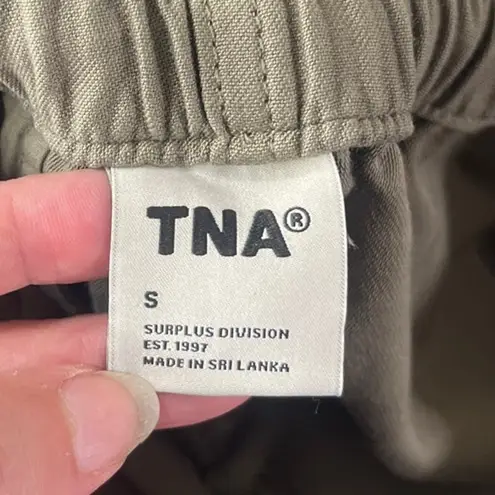 TNA®
S
SURPLUS DIVISION
EST. 1997
MADE IN SRI LANKA